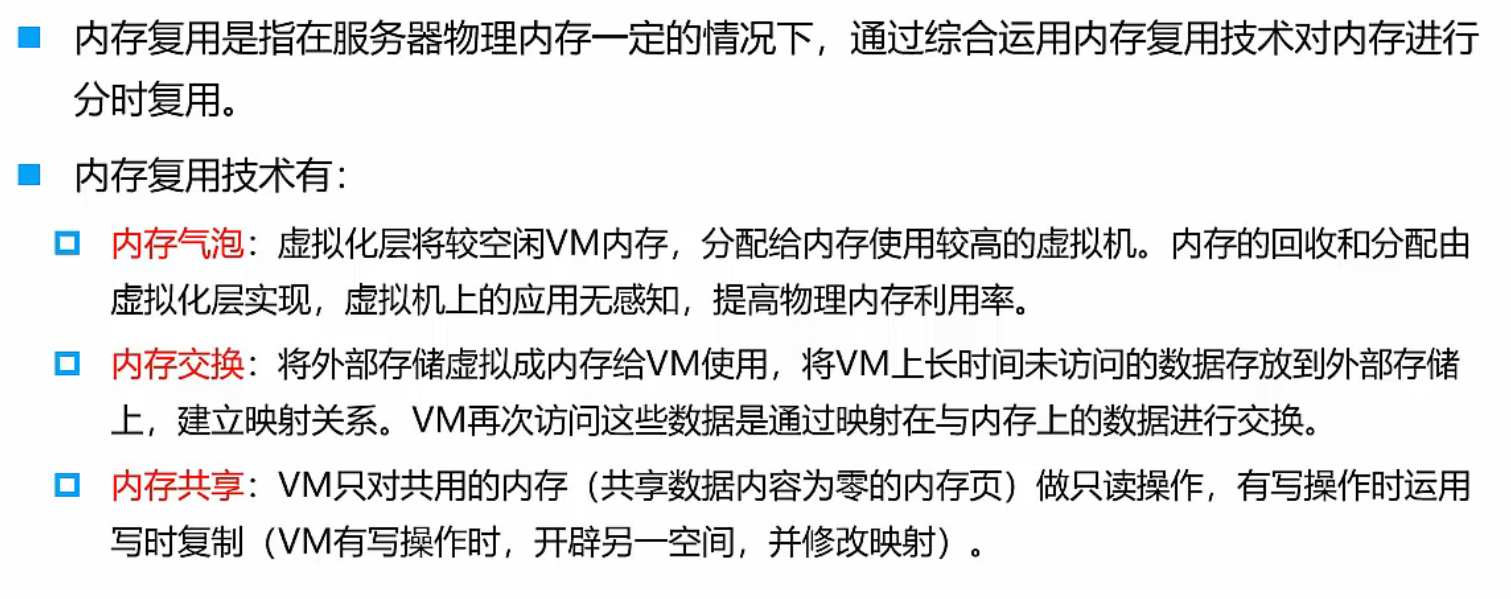 内存复用是指在服务器物理内存一定的情况下，通过综合运用内存复用技术对内存进行
分时复用。
内存复用技术有：
内存气泡：虚拟化层将较空闲VM内存，分配给内存使用较高的虚拟机。内存的回收和分配由
虚拟化层实现，虚拟机上的应用无感知，提高物理内存利用率。
内存交换：将外部存储虚拟成内存给VM使用，将VM上长时间未访问的数据存放到外部存储
上，建立映射关系。VM再次访问这些数据是通过映射在与内存上的数据进行交换。
内存共享：VM只对共用的内存（共享数据内容为零的内存页）做只读操作，有写操作时运用
写时复制（VM有写操作时，开辟另一空间，并修改映射）。